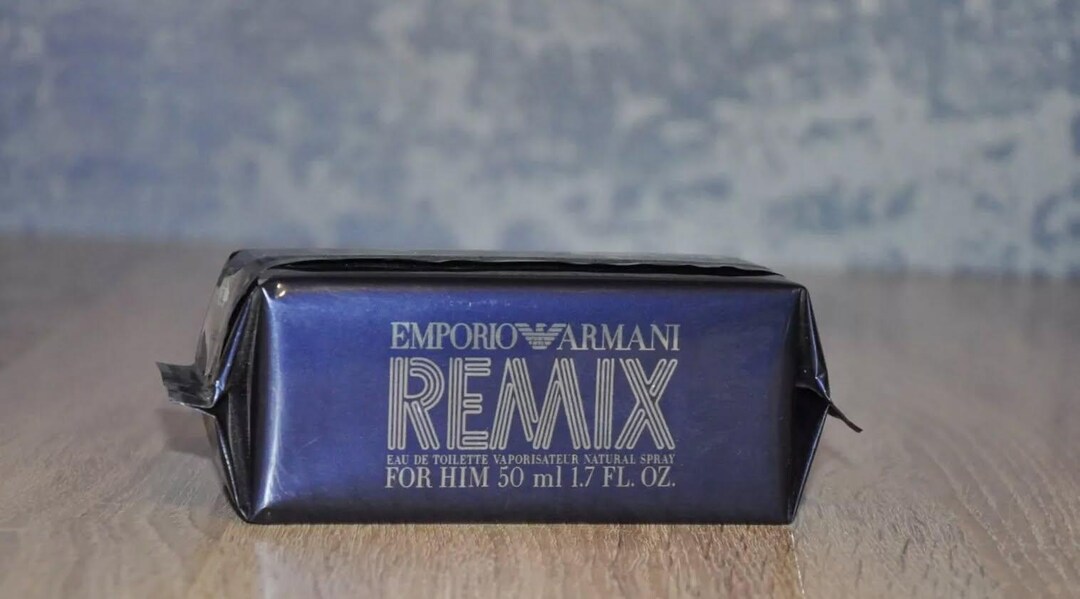 EMPORIO ARMANI
REMIX
EAU DE TOILETTE VAPORISATEUR NATURAL SPRAY
FOR HIM 50 ml 1.7 FL. OZ.